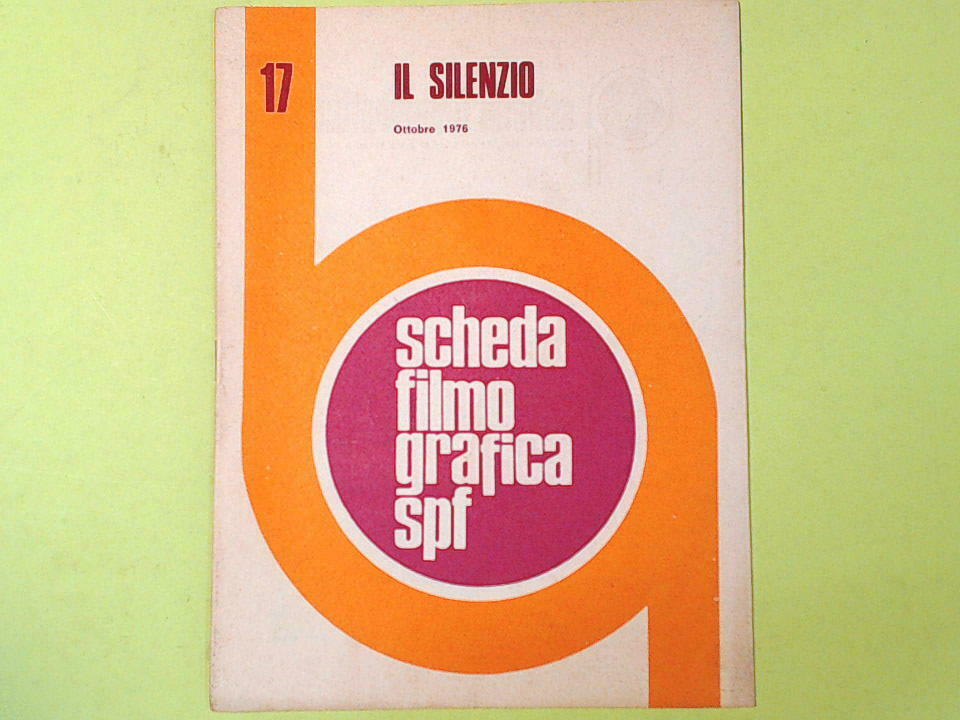 17
IL SILENZIO
Ottobre 1976
scheda
filmo
grafica
spf